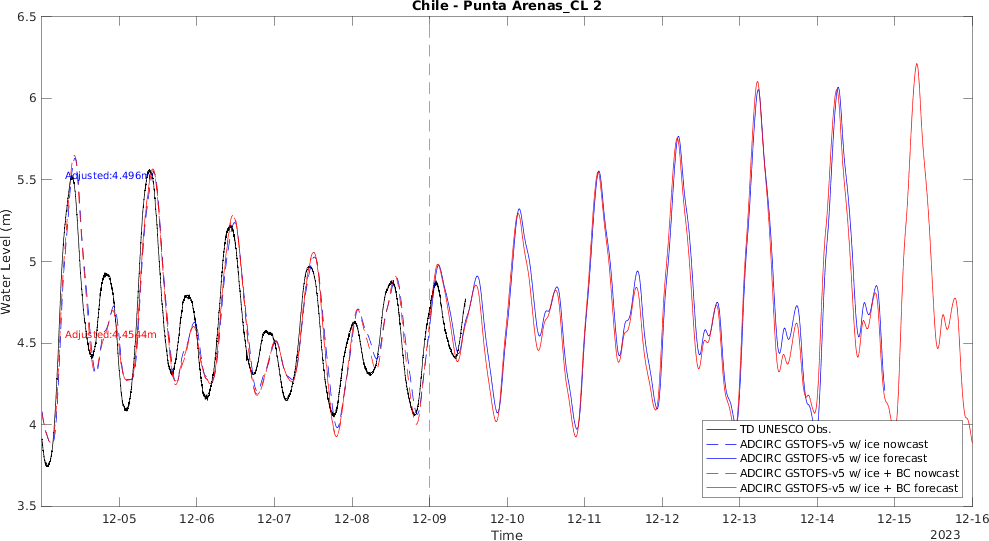 Chile - Punta Arenas_CL 2
6.5
6
5.5
5
4.5
4
3.5
Water Level (m)
Adjusted:4.496m
Adjusted:4.4544m
TD UNESCO Obs.
ADCIRC GSTOFS-v5 w/ ice nowcast
ADCIRC GSTOFS-v5 w/ ice forecast
ADCIRC GSTOFS-v5 w/ ice + BC nowcast
ADCIRC GSTOFS-v5 w/ ice + BC forecast
12-05 12-06 12-07 12-08 12-09 12-10 12-11 12-12 12-13 12-14 12-15 12-16
Time
2023